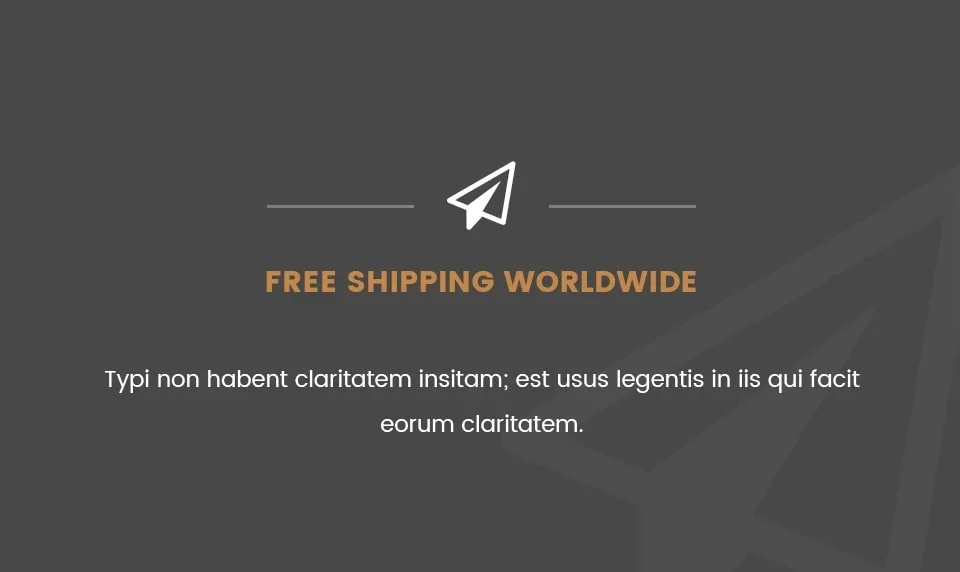 FREE SHIPPING WORLDWIDE
Typi non habent claritatem insitam; est usus legentis in iis qui facit
eorum claritatem.